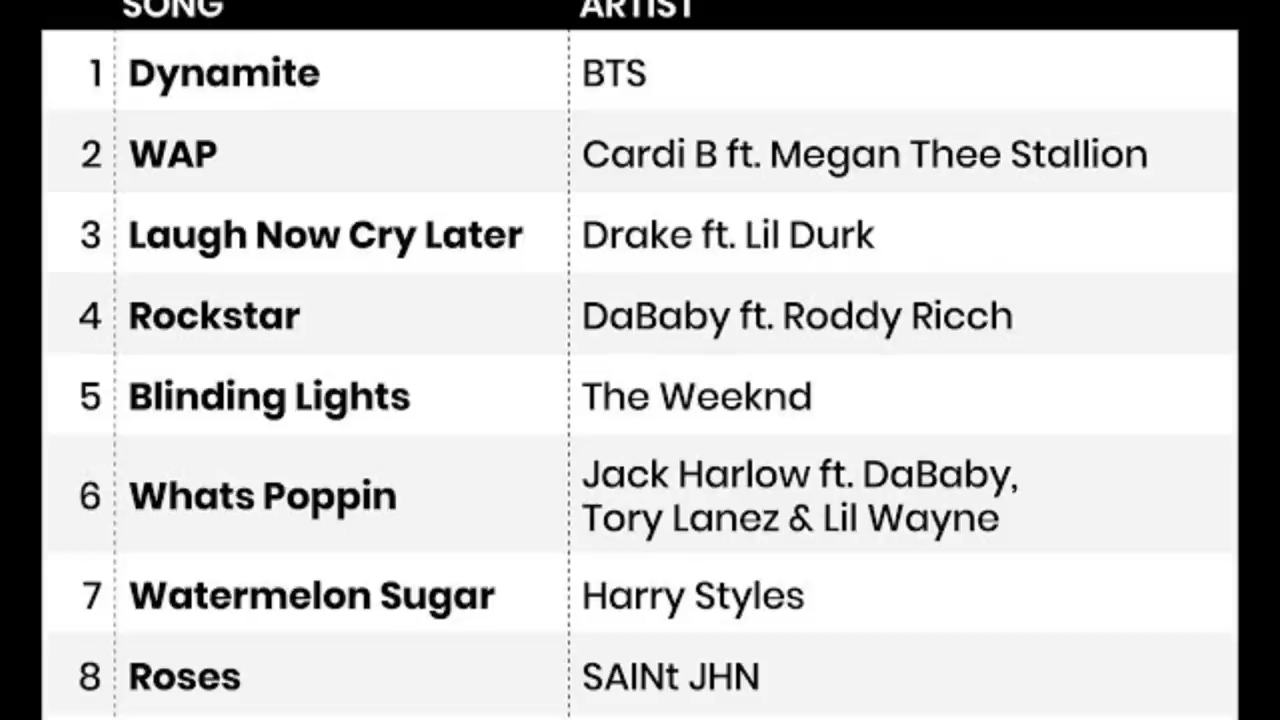 SONG ARTIST
1 Dynamite BTS
2 WAP Cardi B ft. Megan Thee Stallion
3 Laugh Now Cry Later Drake ft. Lil Durk
4 Rockstar DaBaby ft. Roddy Ricch
5 Blinding Lights The Weeknd
6 Whats Poppin Jack Harlow ft. DaBaby,
Tory Lanez & Lil Wayne
7 Watermelon Sugar Harry Styles
8 Roses SAINt JHN